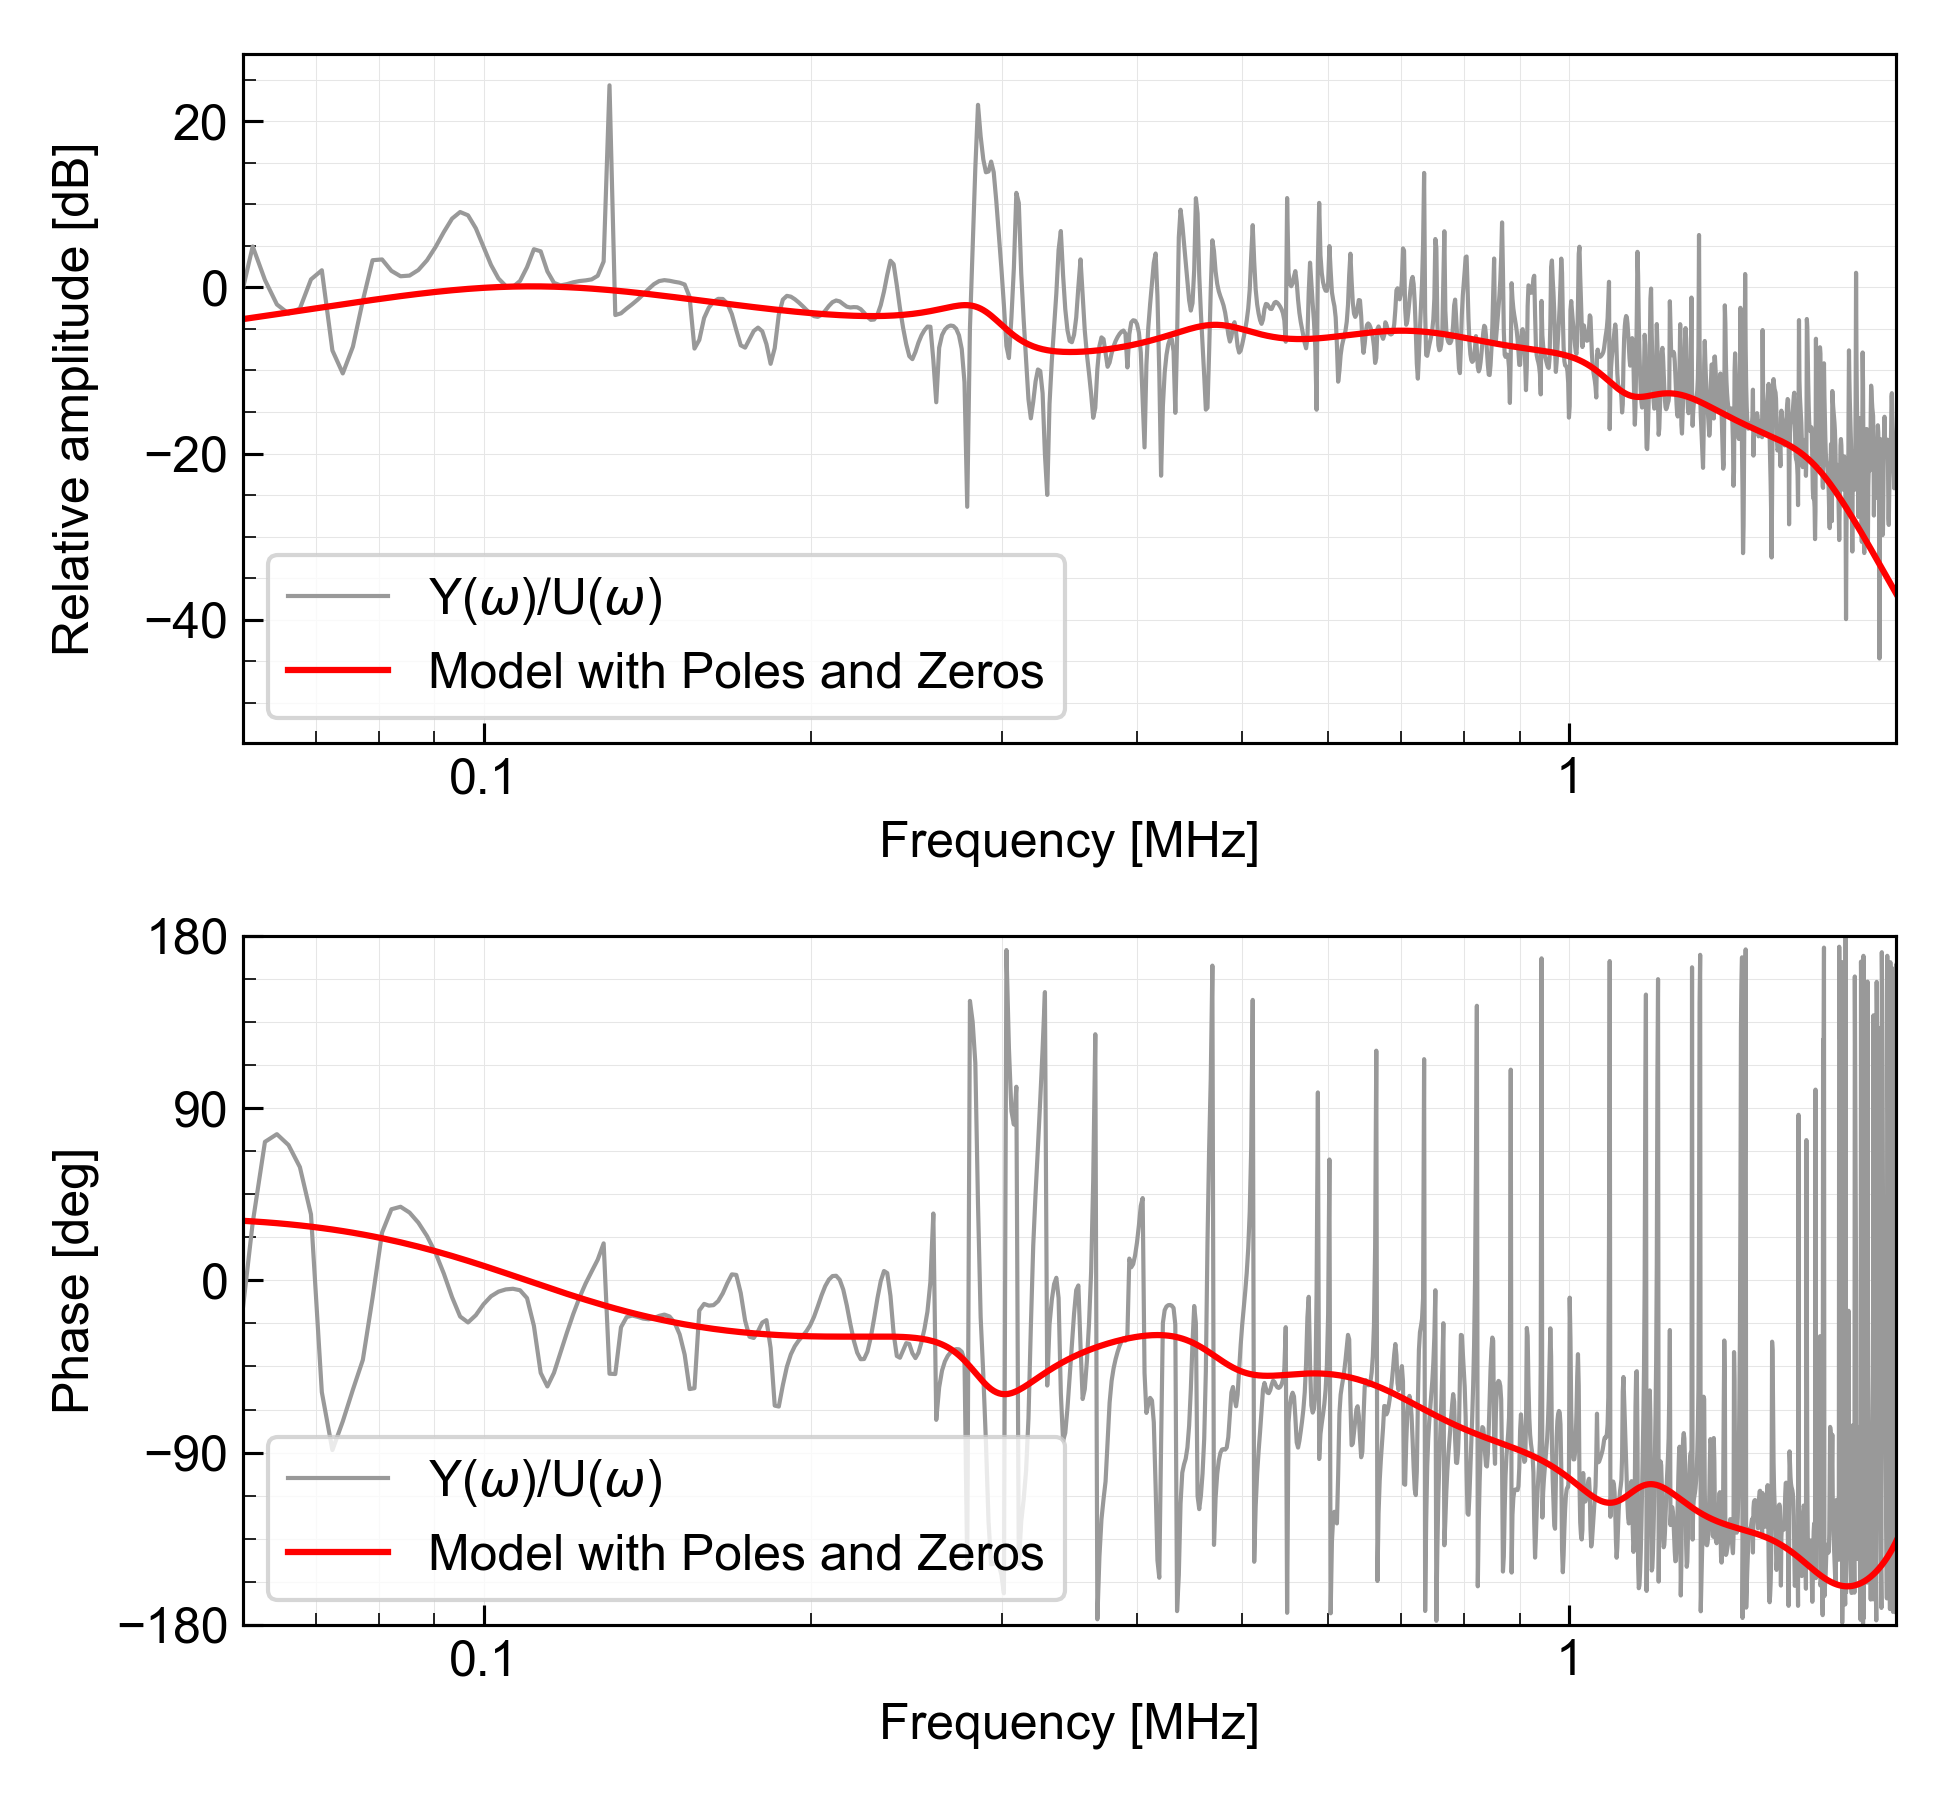 Relative amplitude [dB]
20
0
−20
−40
Y(ω)/U(ω)
Model with Poles and Zeros
0.1
1
Frequency [MHz]
Phase [deg]
180
90
0
−90
−180
Y(ω)/U(ω)
Model with Poles and Zeros
0.1
1
Frequency [MHz]